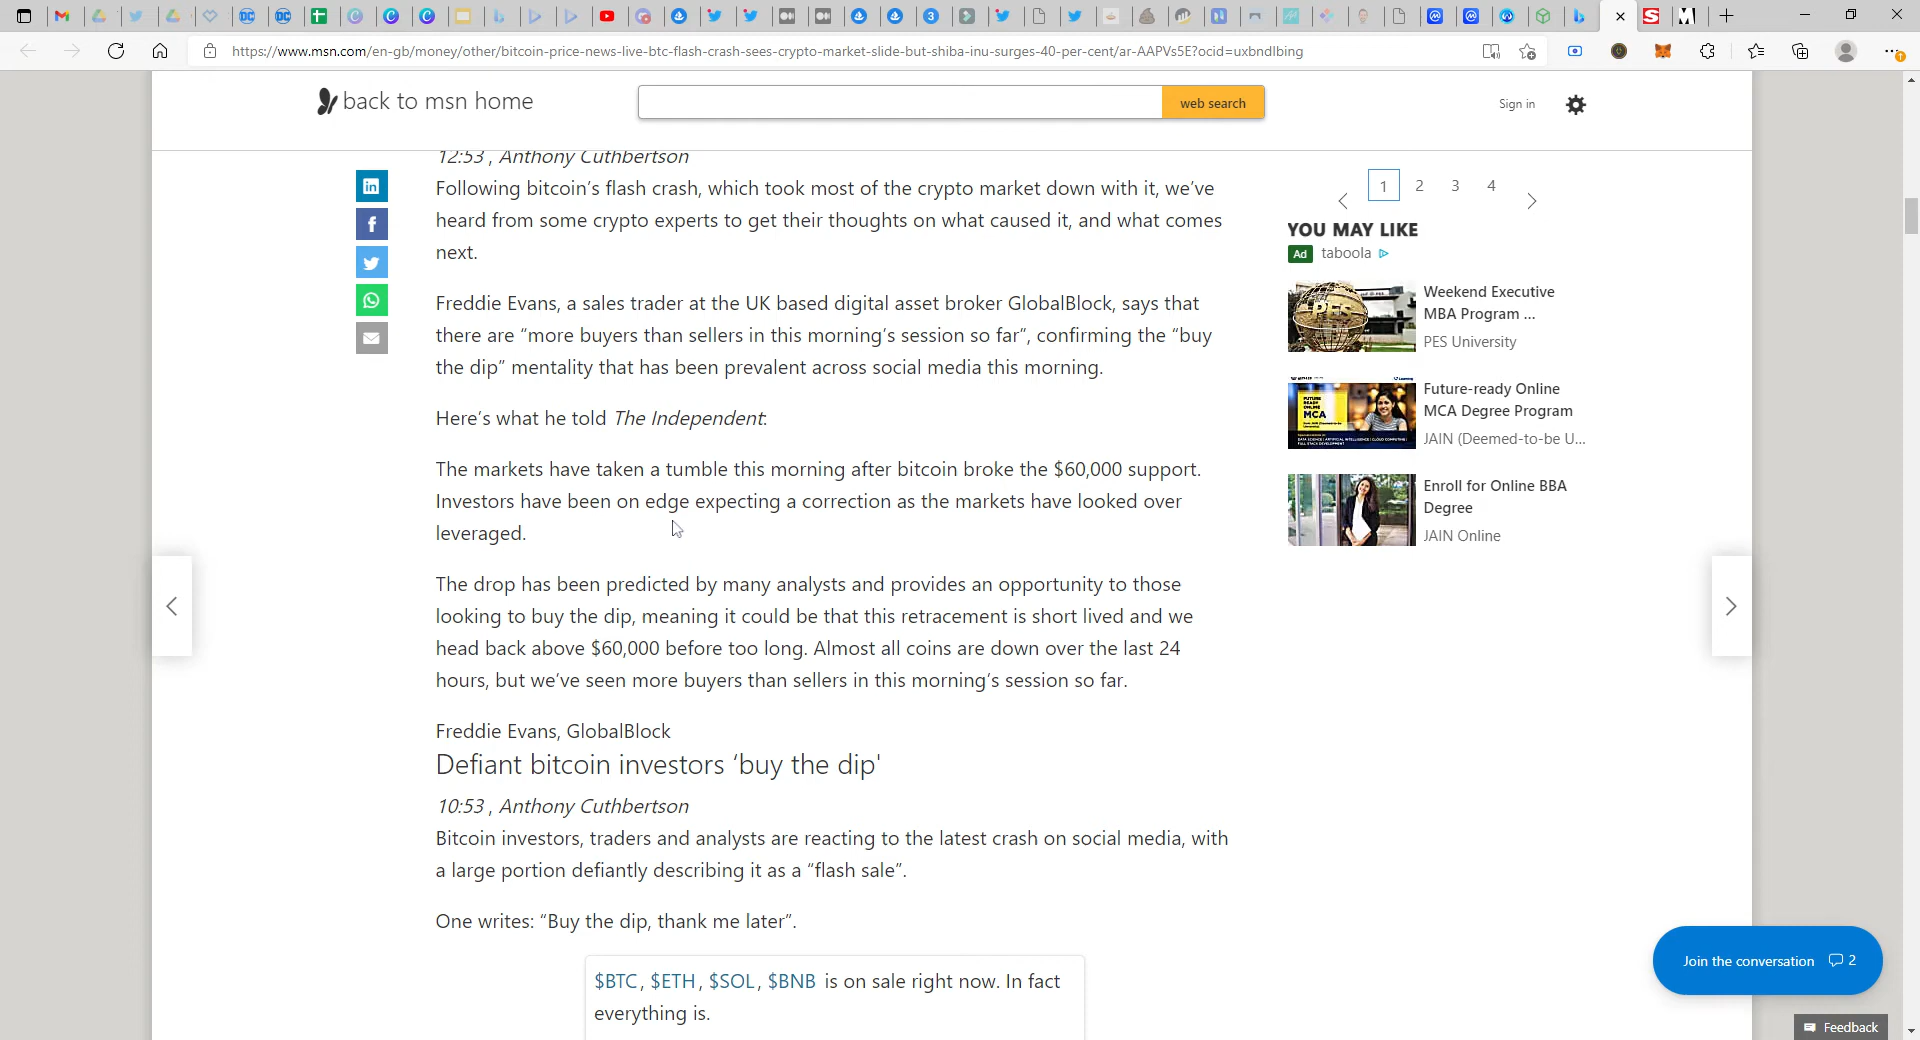 https://www.msn.com/en-gb/money/other/bitcoin-price-news-live-btc-flash-crash-sees-crypto-market-slide-but-shiba-inu-surges-40-per-cent/ar-AAPVs5E?ocid=uxbndlbing
back to msn home
web search
Sign in
12:53 , Anthony Cuthbertson
Following bitcoin’s flash crash, which took most of the crypto market down with it, we’ve
heard from some crypto experts to get their thoughts on what caused it, and what comes
next.
Freddie Evans, a sales trader at the UK based digital asset broker GlobalBlock, says that
there are “more buyers than sellers in this morning’s session so far”, confirming the “buy
the dip” mentality that has been prevalent across social media this morning.
Here’s what he told The Independent:
The markets have taken a tumble this morning after bitcoin broke the $60,000 support.
Investors have been on edge expecting a correction as the markets have looked over
leveraged.
The drop has been predicted by many analysts and provides an opportunity to those
looking to buy the dip, meaning it could be that this retracement is short lived and we
head back above $60,000 before too long. Almost all coins are down over the last 24
hours, but we’ve seen more buyers than sellers in this morning’s session so far.
Freddie Evans, GlobalBlock
Defiant bitcoin investors ‘buy the dip'
10:53 , Anthony Cuthbertson
Bitcoin investors, traders and analysts are reacting to the latest crash on social media, with
a large portion defiantly describing it as a “flash sale”.
One writes: “Buy the dip, thank me later”.
$BTC, $ETH, $SOL, $BNB is on sale right now. In fact
everything is.
1 2 3 4
YOU MAY LIKE
Ad taboola
Weekend Executive
MBA Program ...
PES University
PES
Future-ready Online
MCA Degree Program
JAIN (Deemed-to-be U...
FUTURE
READY
ONLINE
MCA
Enroll for Online BBA
Degree
JAIN Online
Join the conversation 2
Feedback